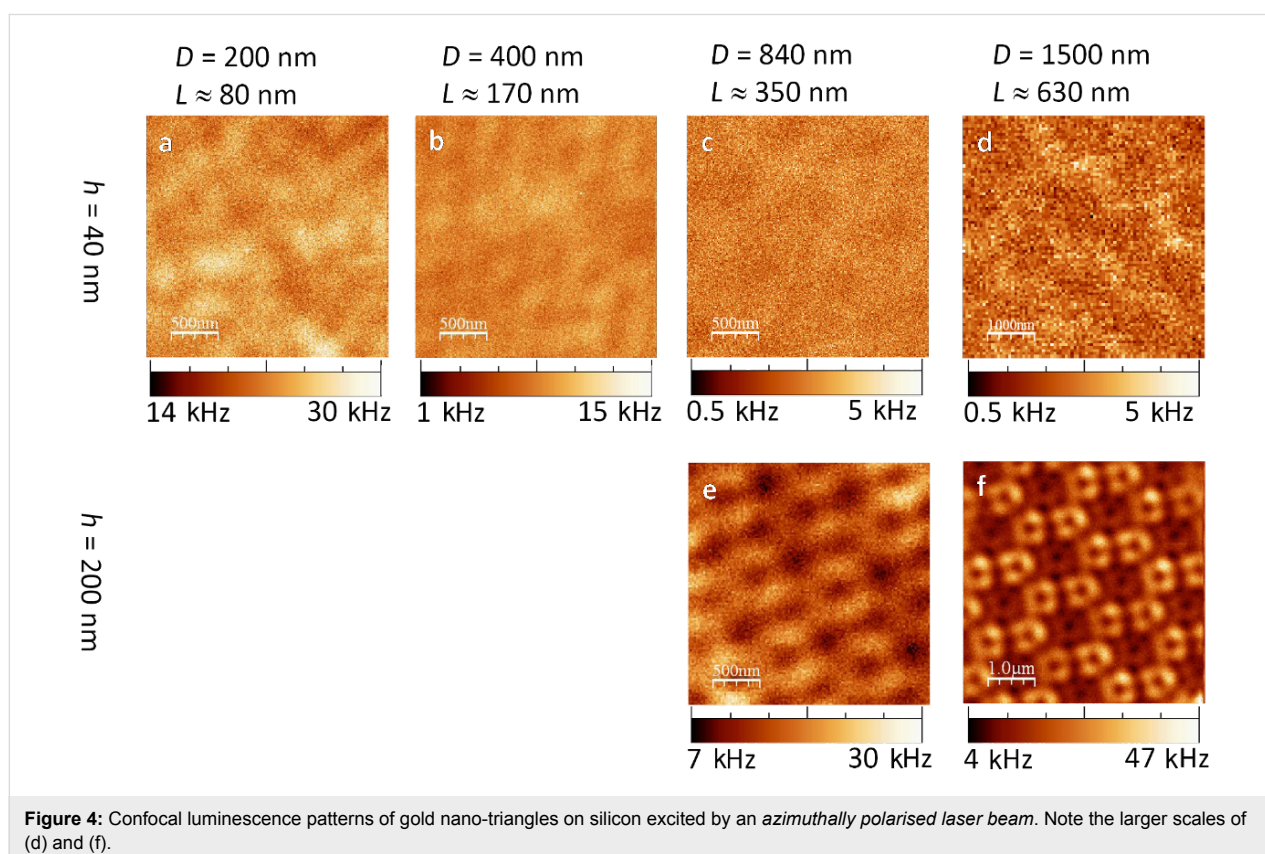 D = 200 nm
L ≈ 80 nm
D = 400 nm
L ≈ 170 nm
D = 840 nm
L ≈ 350 nm
D = 1500 nm
L ≈ 630 nm
h = 40 nm
a
500nm
b
500nm
c
500nm
d
1000nm
14 kHz 30 kHz
1 kHz 15 kHz
0.5 kHz 5 kHz
0.5 kHz 5 kHz
h = 200 nm
e
500nm
f
1.0μm
7 kHz 30 kHz
4 kHz 47 kHz
Figure 4: Confocal luminescence patterns of gold nano-triangles on silicon excited by an azimuthally polarised laser beam. Note the larger scales of
(d) and (f).